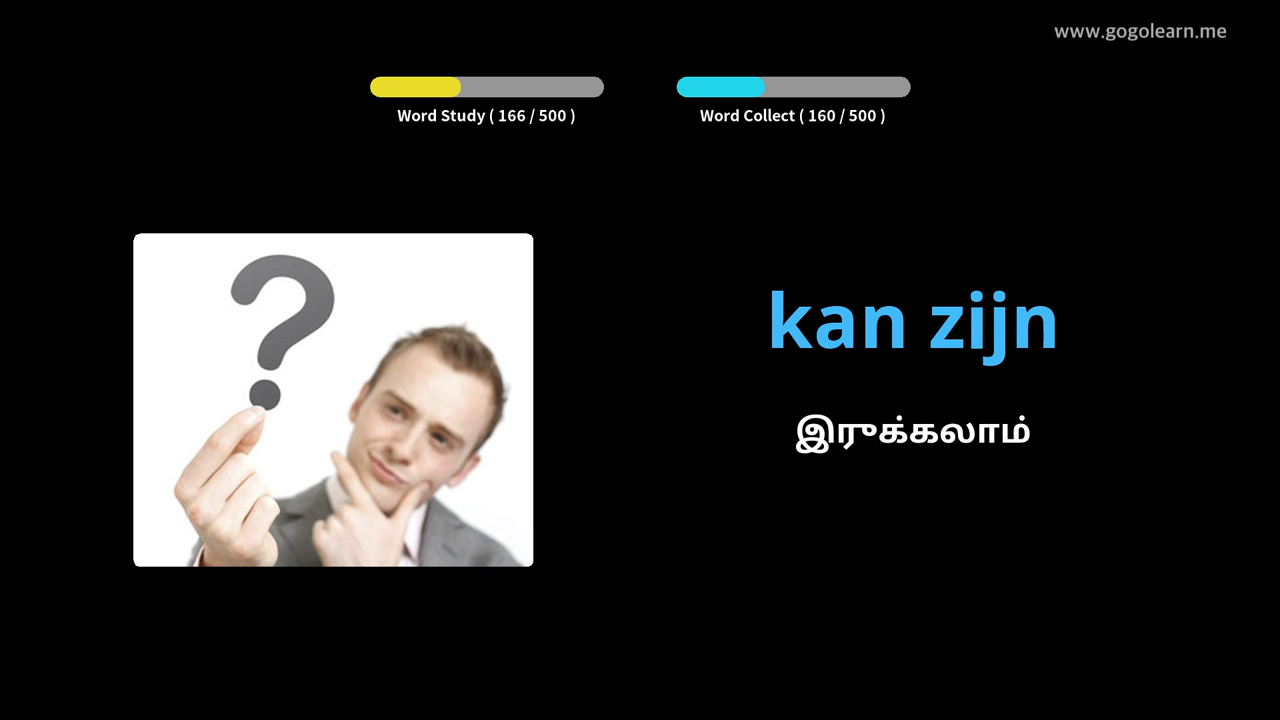 www.gogolearn.me
Word Study ( 166 / 500 )
Word Collect ( 160 / 500 )
kan zijn
இருக்கலாம்